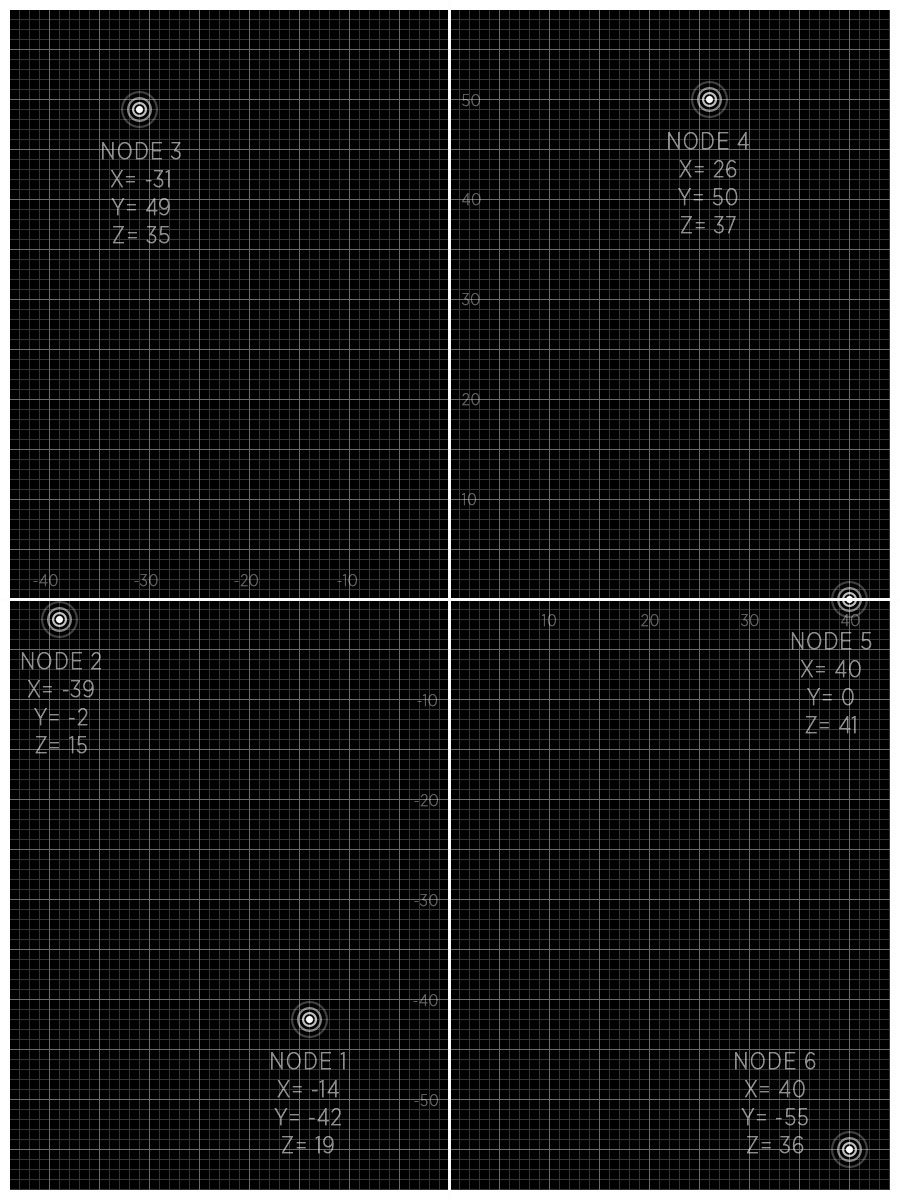 NODE 3
X= -31
Y= 49
Z= 35
NODE 4
X= 26
Y= 50
Z= 37
50
40
30
20
10
-40
-30
-20
-10
10
20
30
40
NODE 2
X= -39
Y= -2
Z= 15
NODE 5
X= 40
Y= 0
Z= 41
-10
-20
-30
-40
-50
NODE 1
X= -14
Y= -42
Z= 19
NODE 6
X= 40
Y= -55
Z= 36